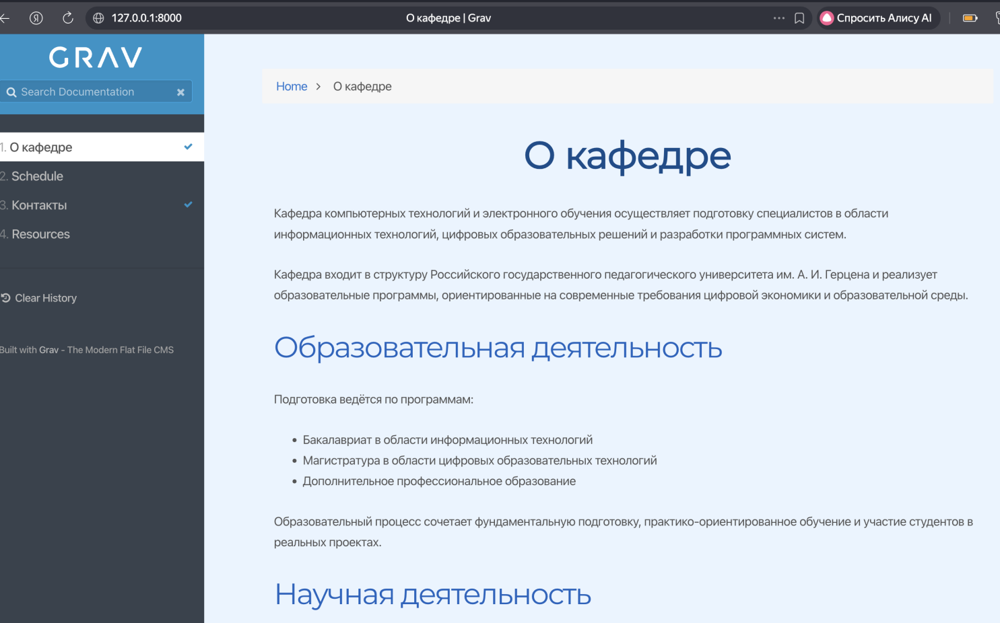 127.0.0.1:8000
О кафедре | Grav
Спросить Алису AI
GRAV
Search Documentation
Home > О кафедре
1. О кафедре
2. Schedule
3. Контакты
4. Resources
Clear History
Built with Grav - The Modern Flat File CMS
О кафедре
Кафедра компьютерных технологий и электронного обучения осуществляет подготовку специалистов в области
информационных технологий, цифровых образовательных решений и разработки программных систем.
Кафедра входит в структуру Российского государственного педагогического университета им. А. И. Герцена и реализует
образовательные программы, ориентированные на современные требования цифровой экономики и образовательной среды.
Образовательная деятельность
Подготовка ведётся по программам:
• Бакалавриат в области информационных технологий
• Магистратура в области цифровых образовательных технологий
• Дополнительное профессиональное образование
Образовательный процесс сочетает фундаментальную подготовку, практико-ориентированное обучение и участие студентов в
реальных проектах.
Научная деятельность